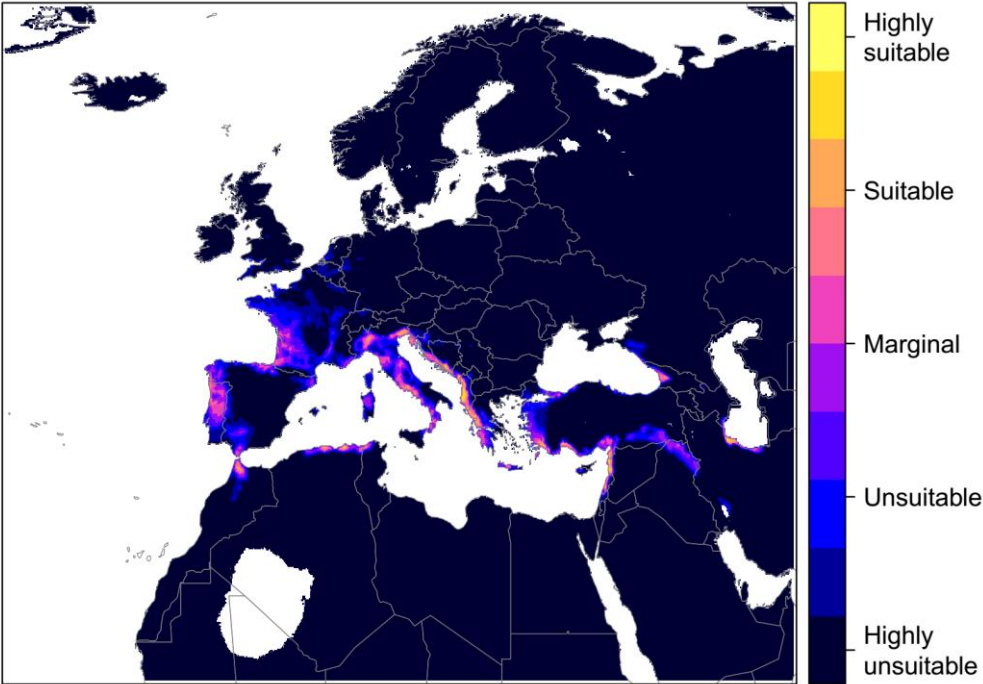 Highly
suitable
Suitable
Marginal
Unsuitable
Highly
unsuitable